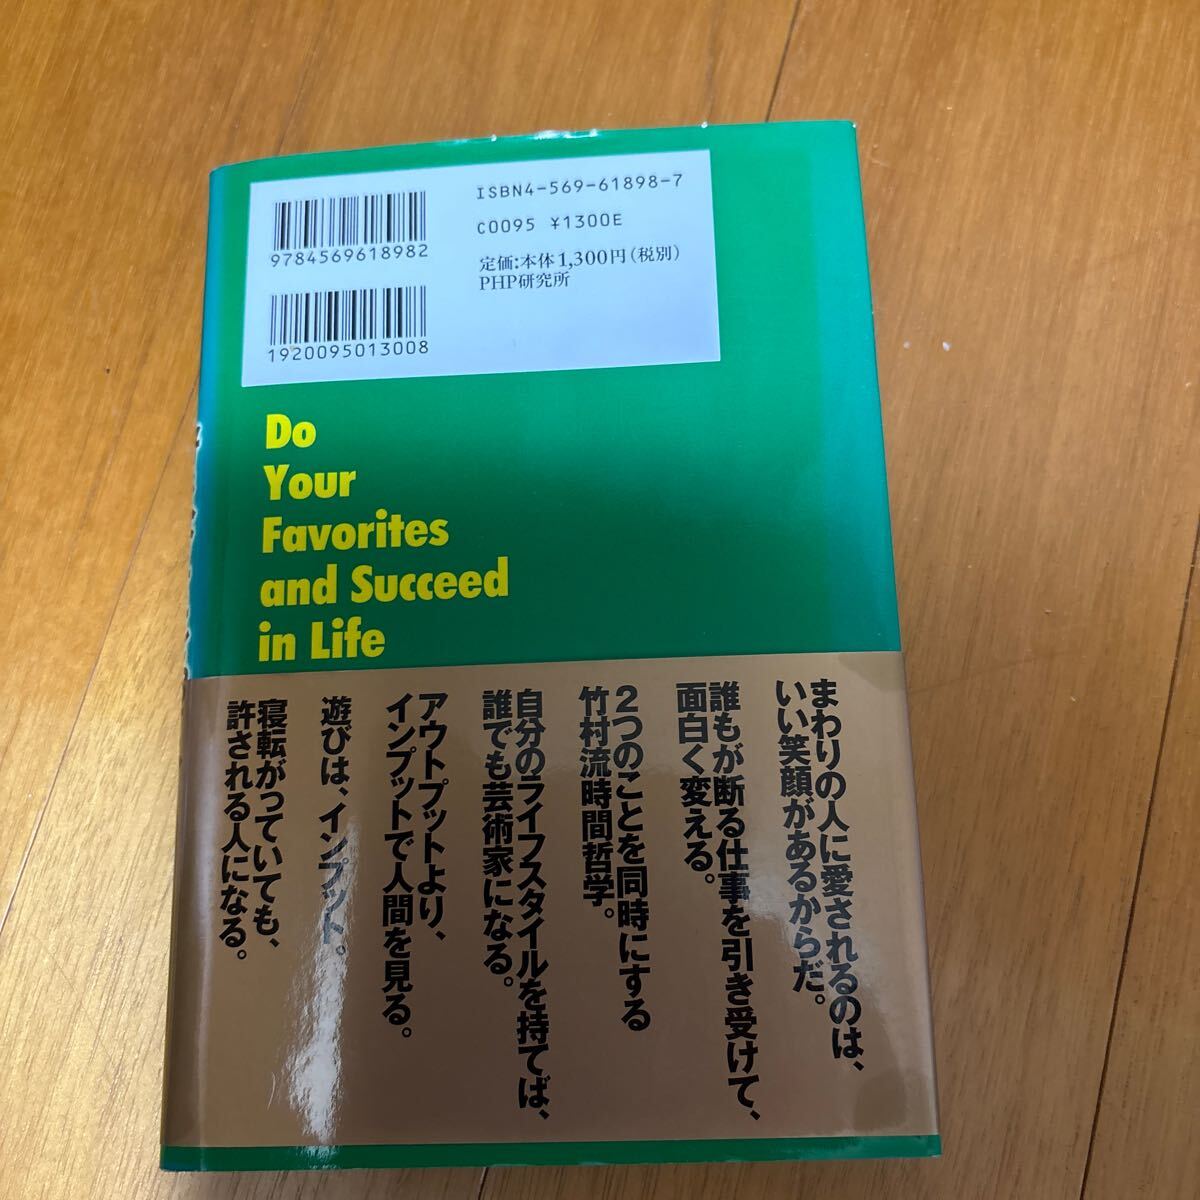 ISBN4-569-61898-7
C0095 ¥1300E
定価:本体1,300円(税別)
PHP研究所
9784569618982
1920095013008
Do
Your
Favorites
and Succeed
in Life
まわりの人に愛されるのは、
いい笑顔があるからだ。
誰もが断る仕事を引き受けて、
面白く変える。
2つのことを同時にする
竹村流時間哲学。
自分のライフスタイルを持てば、
誰でも芸術家になる。
アウトプットより、
インプットで人間を見る。
遊びは、インプット。
寝転がっていても、
許される人になる。